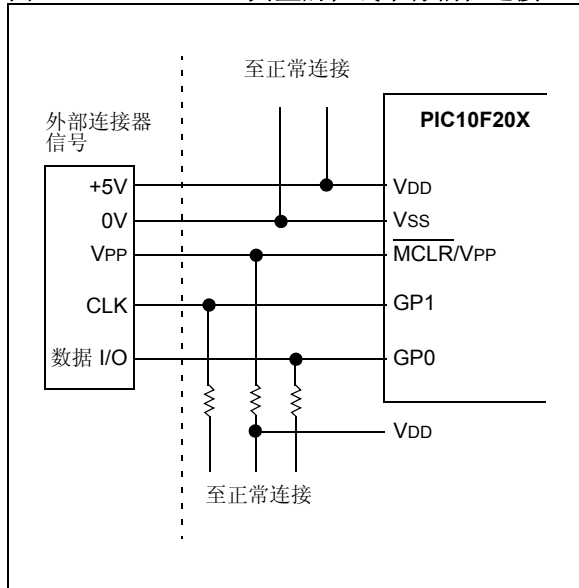 至正常连接
外部连接器
信号
PIC10F20X
+5V
VDD
0V
VSS
VPP
MCLR/VPP
CLK
GP1
数据 I/O
GP0
VDD
至正常连接